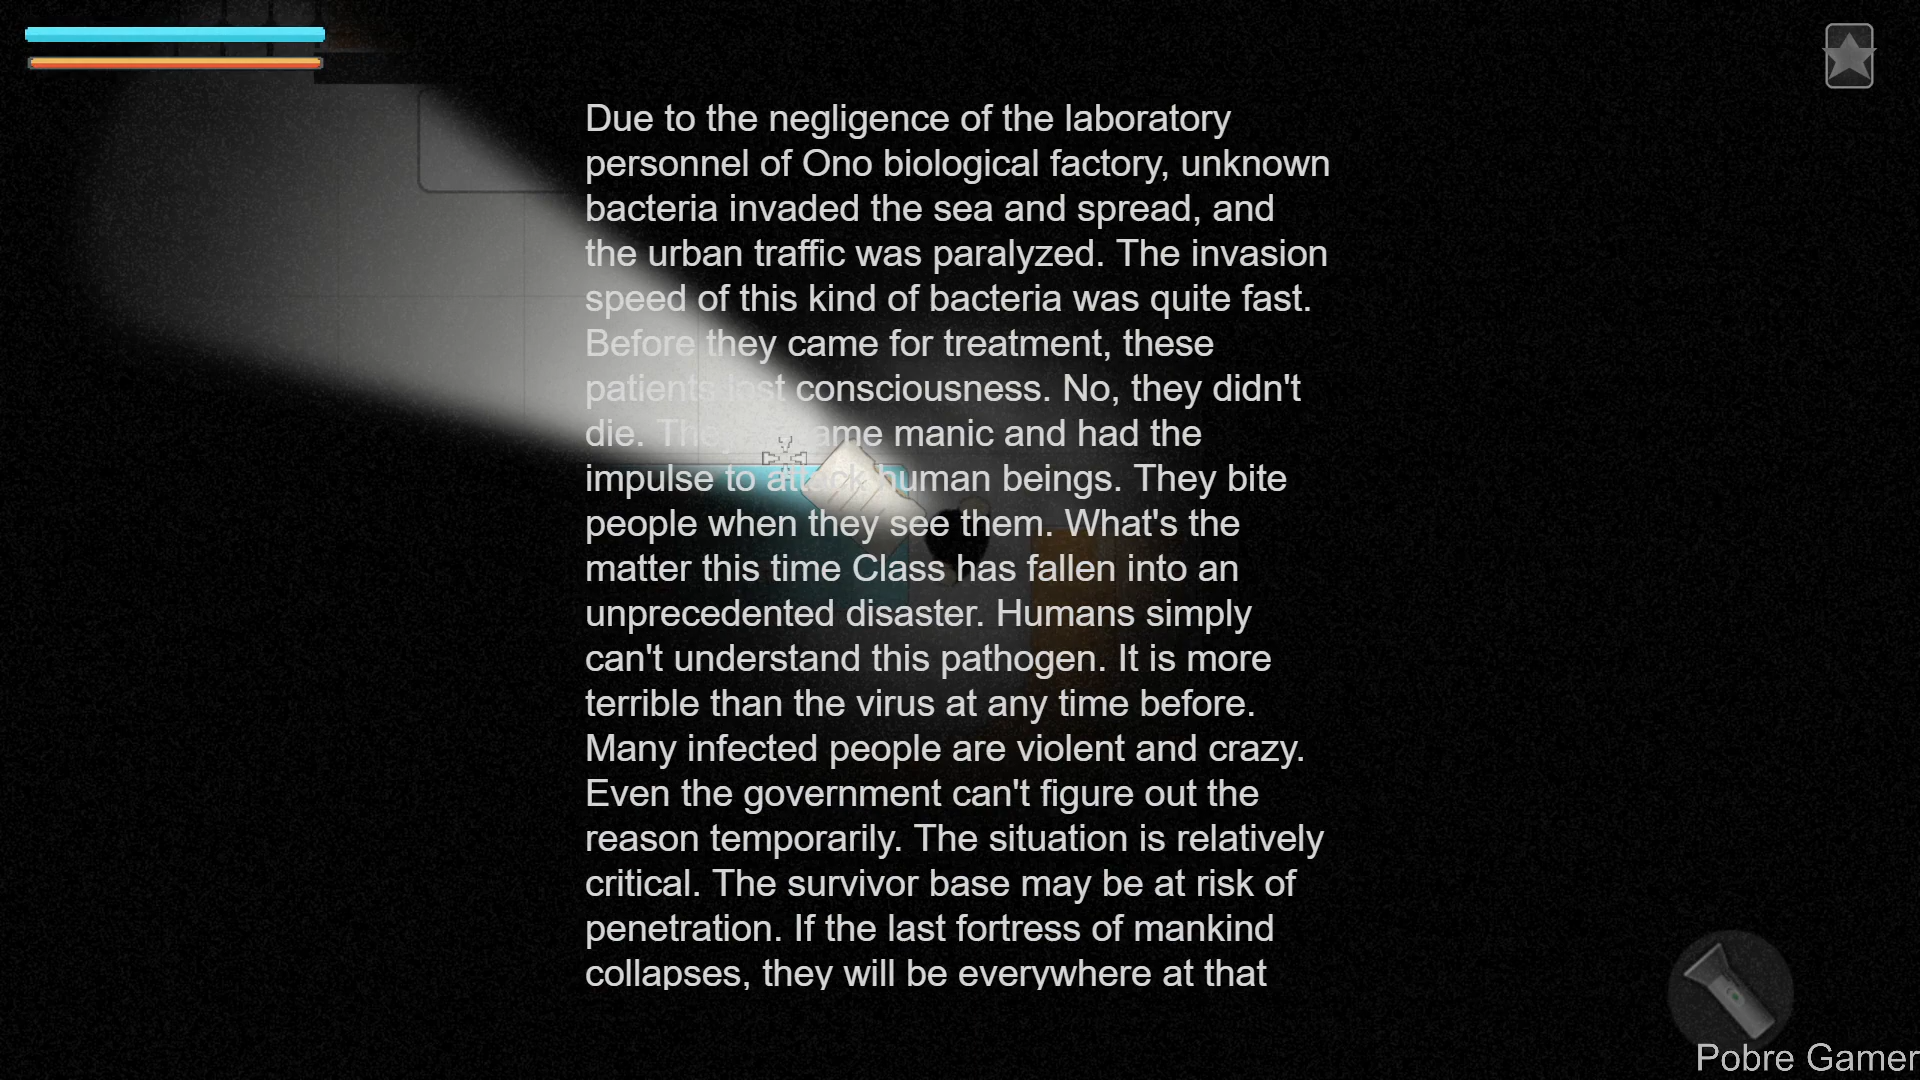 Due to the negligence of the laboratory
personnel of Ono biological factory, unknown
bacteria invaded the sea and spread, and
the urban traffic was paralyzed. The invasion
speed of this kind of bacteria was quite fast.
Before they came for treatment, these
patients lost consciousness. No, they didn't
die. They became manic and had the
impulse to attack human beings. They bite
people when they see them. What's the
matter this time Class has fallen into an
unprecedented disaster. Humans simply
can't understand this pathogen. It is more
terrible than the virus at any time before.
Many infected people are violent and crazy.
Even the government can't figure out the
reason temporarily. The situation is relatively
critical. The survivor base may be at risk of
penetration. If the last fortress of mankind
collapses, they will be everywhere at that
Pobre Gamer